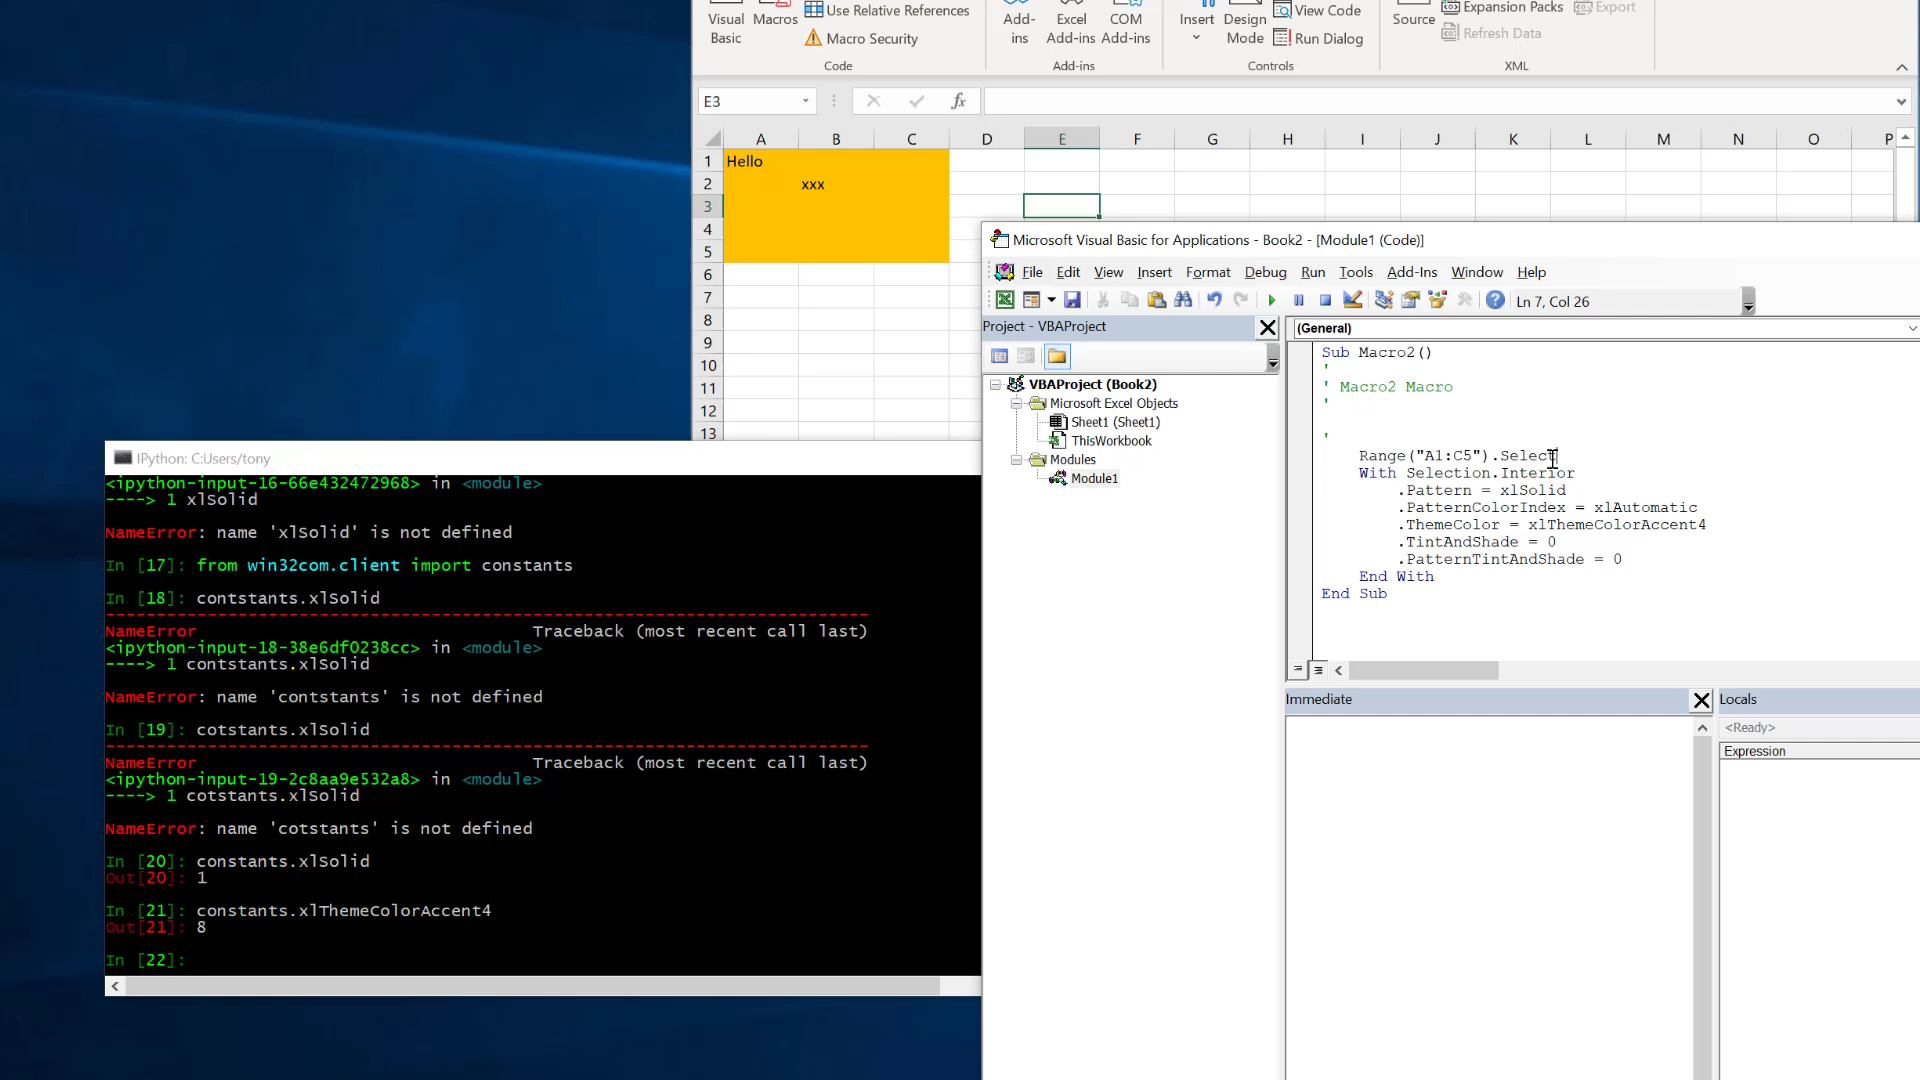 Visual Basic
Macros
Use Relative References
Macro Security
Code
Add-ins
Excel Add-ins
COM Add-ins
Add-ins
Insert
Design Mode
View Code
Run Dialog
Controls
Source
Expansion Packs
Export
Refresh Data
XML
E3
fx
A B C D E F G H I J K L M N O P
1 Hello
2 xxx
3
4
5
6
7
8
9
10
11
12
13
Microsoft Visual Basic for Applications - Book2 - [Module1 (Code)]
File Edit View Insert Format Debug Run Tools Add-Ins Window Help
Ln 7, Col 26
Project - VBAProject
VBAProject (Book2)
Microsoft Excel Objects
Sheet1 (Sheet1)
ThisWorkbook
Modules
Module1
(General)
Sub Macro2()
'
' Macro2 Macro
'
'
Range("A1:C5").Select
With Selection.Interior
.Pattern = xlSolid
.PatternColorIndex = xlAutomatic
.ThemeColor = xlThemeColorAccent4
.TintAndShade = 0
.PatternTintAndShade = 0
End With
End Sub
Immediate
Locals
<Ready>
Expression
IPython: C:Users/tony
<ipython-input-16-66e432472968> in <module>
----> 1 xlSolid
NameError: name 'xlSolid' is not defined
In [17]: from win32com.client import constants
In [18]: contstants.xlSolid
---------------------------------------------------------------------------
NameError Traceback (most recent call last)
<ipython-input-18-38e6df0238cc> in <module>
----> 1 contstants.xlSolid
NameError: name 'contstants' is not defined
In [19]: cotstants.xlSolid
---------------------------------------------------------------------------
NameError Traceback (most recent call last)
<ipython-input-19-2c8aa9e532a8> in <module>
----> 1 cotstants.xlSolid
NameError: name 'cotstants' is not defined
In [20]: constants.xlSolid
Out[20]: 1
In [21]: constants.xlThemeColorAccent4
Out[21]: 8
In [22]: